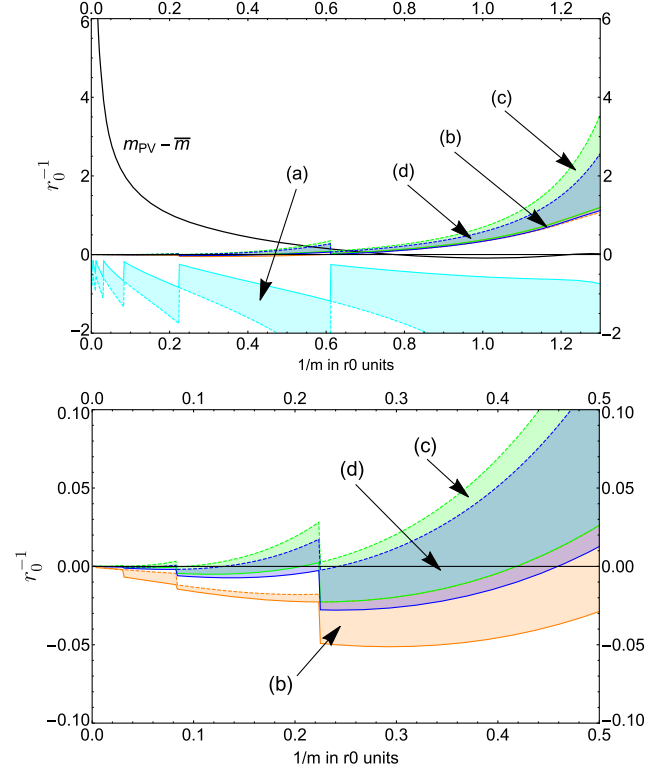 0.0 0.2 0.4 0.6 0.8 1.0 1.2
6 6
4 4
(c)
m_PV − m̅
(b)
(a)
(d)
r₀⁻¹
2 2
0 0
−2 −2
0.0 0.2 0.4 0.6 0.8 1.0 1.2
1/m in r0 units
0.0 0.1 0.2 0.3 0.4 0.5
0.10 0.10
(c)
(d)
0.05 0.05
r₀⁻¹
0.00 0.00
−0.05 −0.05
(b)
−0.10 −0.10
0.0 0.1 0.2 0.3 0.4 0.5
1/m in r0 units